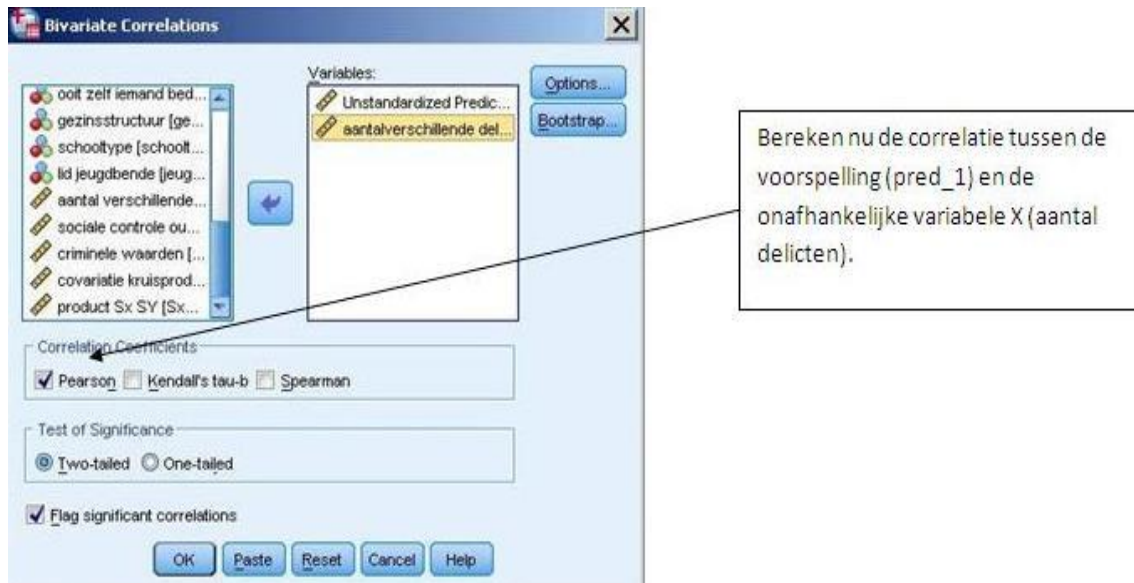 Bivariate Correlations
ooit zelf iemand bed...
gezinsstructuur [ge...
schooltype [schoolt...
lid jeugdbende [jeug...
aantal verschillende...
sociale controle ou...
criminele waarden [...
covariatie kruisprod...
product Sx SY [Sx...
Variables:
Unstandardized Predic...
aantalverschillende del...
Options...
Bootstrap...
Correlation Coefficients
Pearson Kendall's tau-b Spearman
Test of Significance
Two-tailed One-tailed
Flag significant correlations
OK Paste Reset Cancel Help
Bereken nu de correlatie tussen de
voorspelling (pred_1) en de
onafhankelijke variabele X (aantal
delicten).